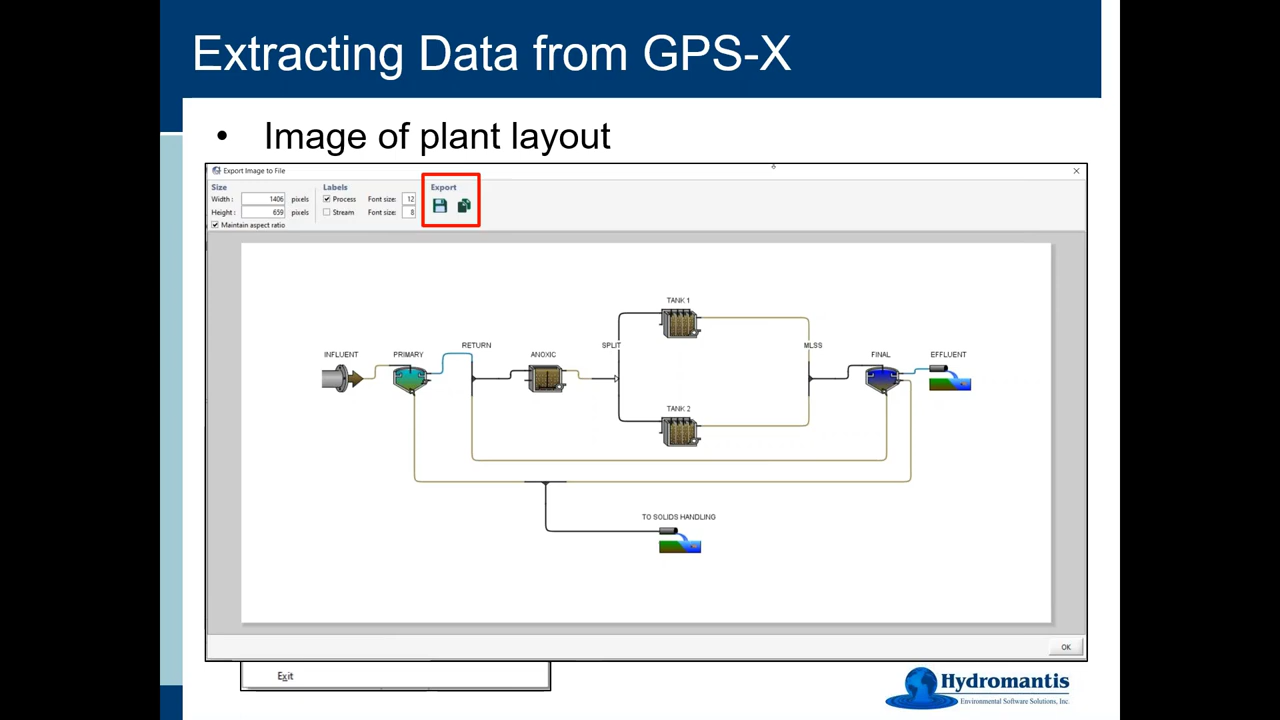 Extracting Data from GPS-X
• Image of plant layout
Export Image to File
Size Labels Export
Width : 1406 pixels Process Font size: 12
Height : 659 pixels Stream Font size: 8
Maintain aspect ratio
TANK 1
RETURN SPLIT MLSS
INFLUENT PRIMARY ANOXIC FINAL EFFLUENT
TANK 2
TO SOLIDS HANDLING
OK
Exit
Hydromantis
Environmental Software Solutions, Inc.